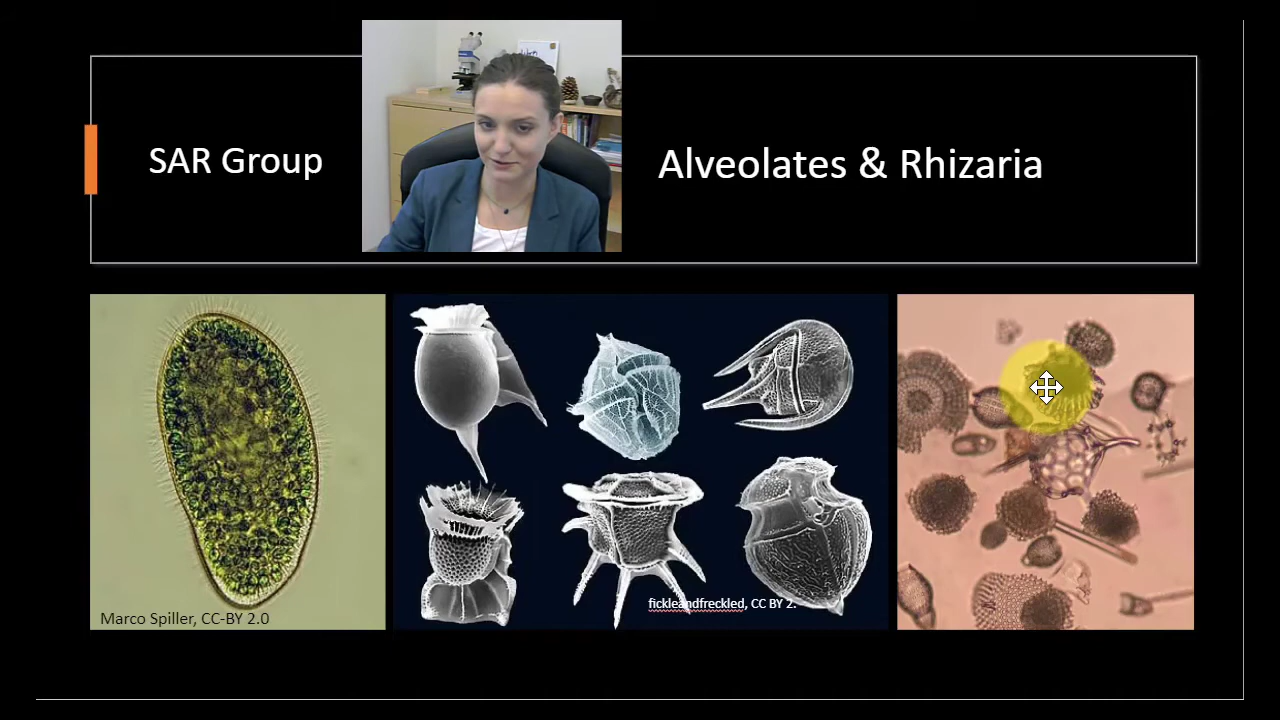 SAR Group
Alveolates & Rhizaria
Marco Spiller, CC-BY 2.0
fickleandfreckled, CC BY 2.